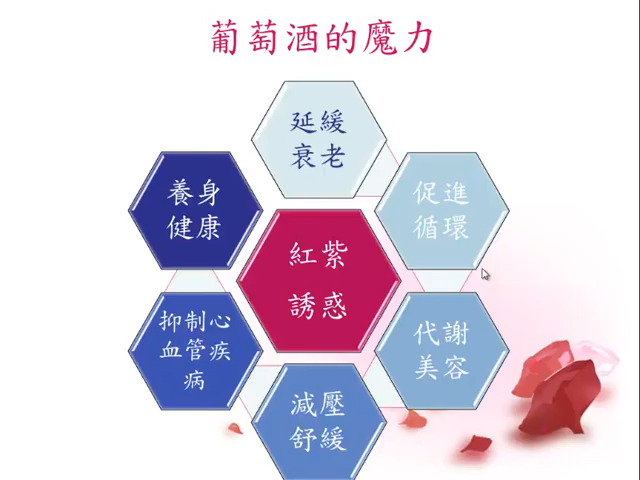 葡萄酒的魔力
延緩
衰老
養身
健康
促進
循環
紅紫
誘惑
抑制心
血管疾
病
代謝
美容
減壓
舒緩